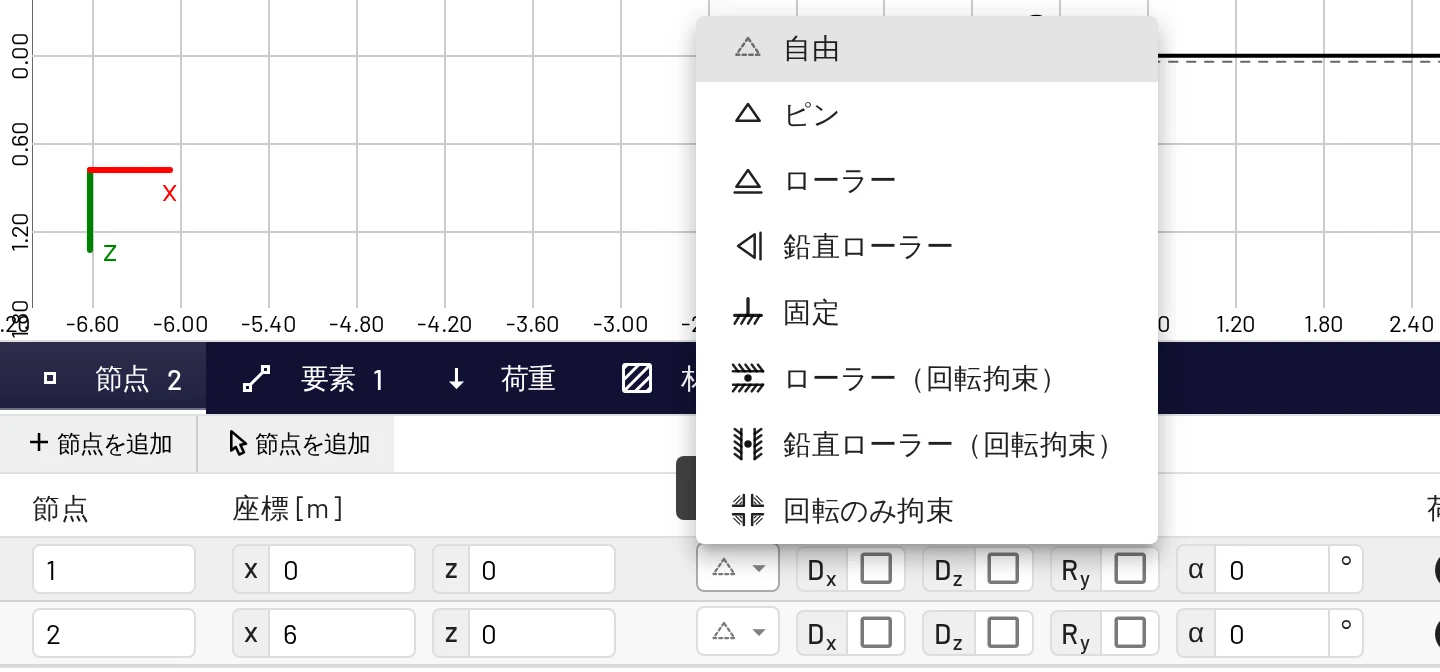 自由
0.00
ピン
0.60
ローラー
x
1.20
鉛直ローラー
z
固定
-6.60 -6.00 -5.40 -4.80 -4.20 -3.60 -3.00 1.20 1.80 2.40
節点 2 要素 1 荷重
ローラー（回転拘束）
+ 節点を追加 節点を追加
鉛直ローラー（回転拘束）
節点 座標[m]
回転のみ拘束
1 x 0 z 0 Dx Dz Ry α 0 °
2 x 6 z 0 Dx Dz Ry α 0 °